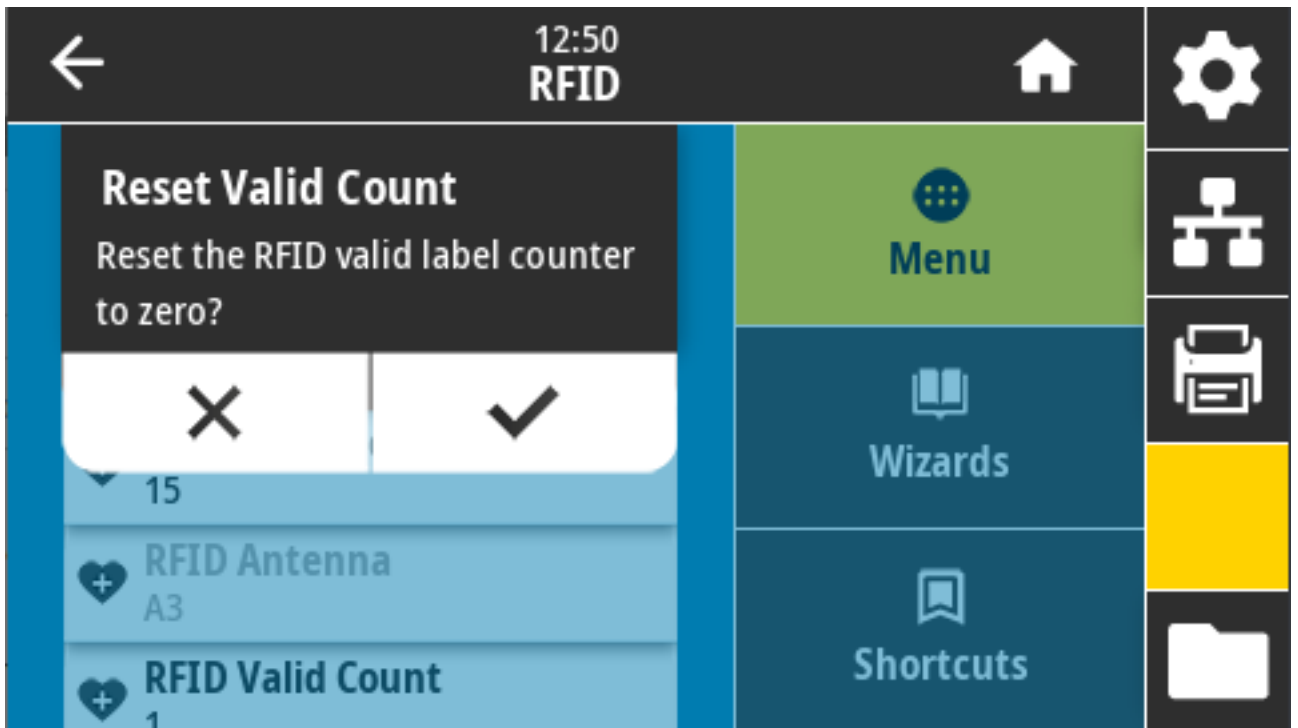 12:50
RFID
Reset Valid Count
Reset the RFID valid label counter
to zero?
15
RFID Antenna
A3
RFID Valid Count
1
Menu
Wizards
Shortcuts